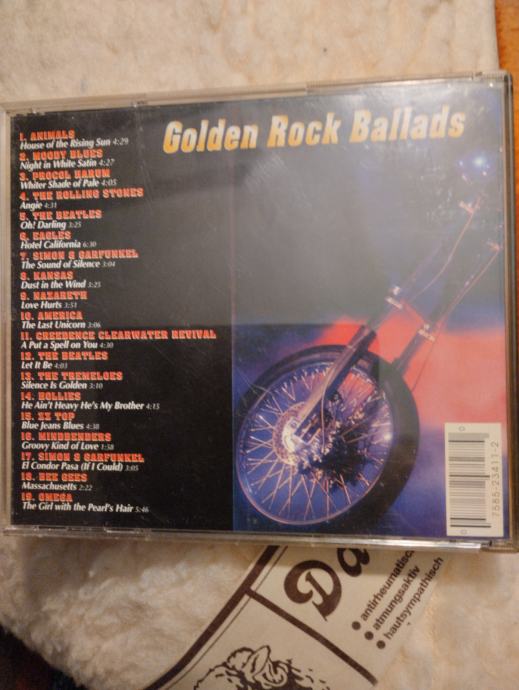 Golden Rock Ballads
1. ANIMALS
House of the Rising Sun 4:29
2. MOODY BLUES
Night in White Satin 4:27
3. PROCOL HARUM
Whiter Shade of Pale 4:05
4. THE ROLLING STONES
Angie 4:31
5. THE BEATLES
Oh! Darling 3:25
6. EAGLES
Hotel California 6:30
7. SIMON & GARFUNKEL
The Sound of Silence 3:04
8. KANSAS
Dust in the Wind 3:25
9. NAZARETH
Love Hurts 3:51
10. AMERICA
The Last Unicorn 3:06
11. CREEDENCE CLEARWATER REVIVAL
A Put a Spell on You 4:30
12. THE BEATLES
Let It Be 4:03
13. THE TREMELOES
Silence Is Golden 3:10
14. HOLLIES
He Ain't Heavy He's My Brother 4:15
15. ZZ TOP
Blue Jeans Blues 4:38
16. MINDBENDERS
Groovy Kind of Love 1:58
17. SIMON & GARFUNKEL
El Condor Pasa (If I Could) 3:05
18. BEE GEES
Massachusetts 2:22
19. OMEGA
The Girl with the Pearl's Hair 5:46
0 7585-23411-2 0
Da
• antirheumatisch
• atmungsaktiv
• hautsympathisch